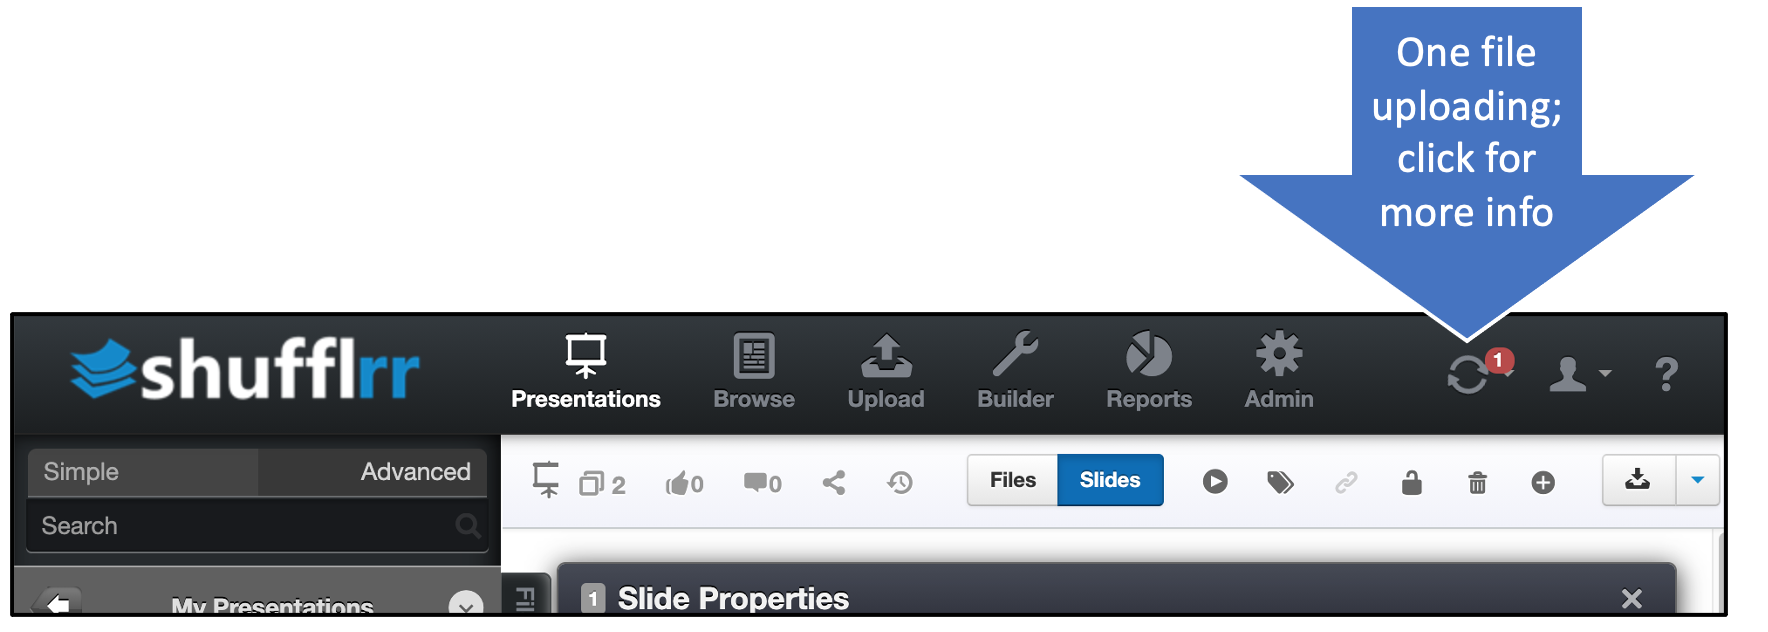 One file
uploading;
click for
more info
shufflrr
1
Presentations
Browse
Upload
Builder
Reports
Admin
?
Simple
Advanced
2
0
0
Files
Slides
Search
My Presentations
Fil
1 Slide Properties